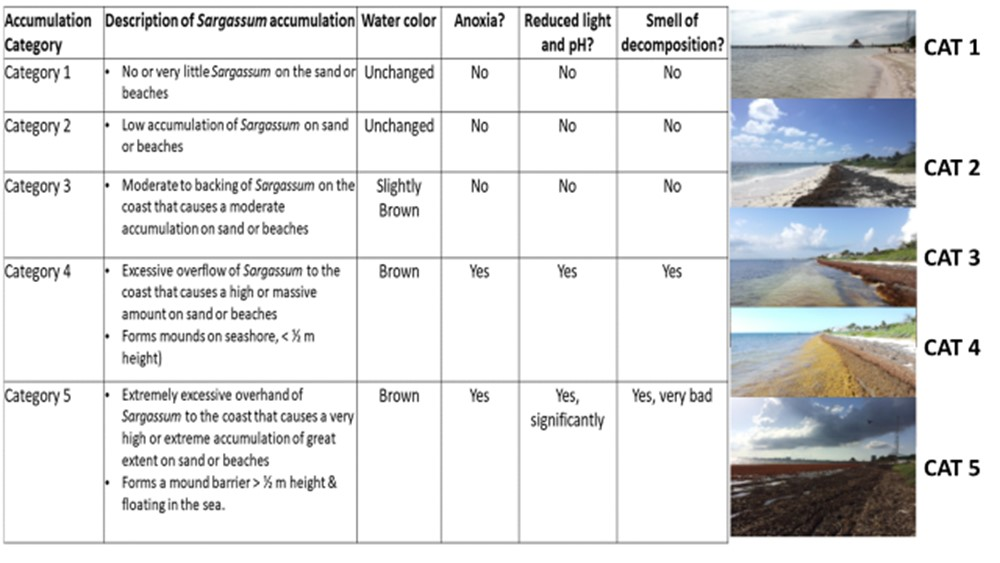 Accumulation Category
Description of Sargassum accumulation
Water color
Anoxia?
Reduced light and pH?
Smell of decomposition?
Category 1
• No or very little Sargassum on the sand or
beaches
Unchanged
No
No
No
Category 2
• Low accumulation of Sargassum on sand
or beaches
Unchanged
No
No
No
Category 3
• Moderate to backing of Sargassum on the
coast that causes a moderate
accumulation on sand or beaches
Slightly
Brown
No
No
No
Category 4
• Excessive overflow of Sargassum to the
coast that causes a high or massive
amount on sand or beaches
• Forms mounds on seashore, < ½ m
height)
Brown
Yes
Yes
Yes
Category 5
• Extremely excessive overhand of
Sargassum to the coast that causes a very
high or extreme accumulation of great
extent on sand or beaches
• Forms a mound barrier > ½ m height &
floating in the sea.
Brown
Yes
Yes,
significantly
Yes, very bad
CAT 1
CAT 2
CAT 3
CAT 4
CAT 5